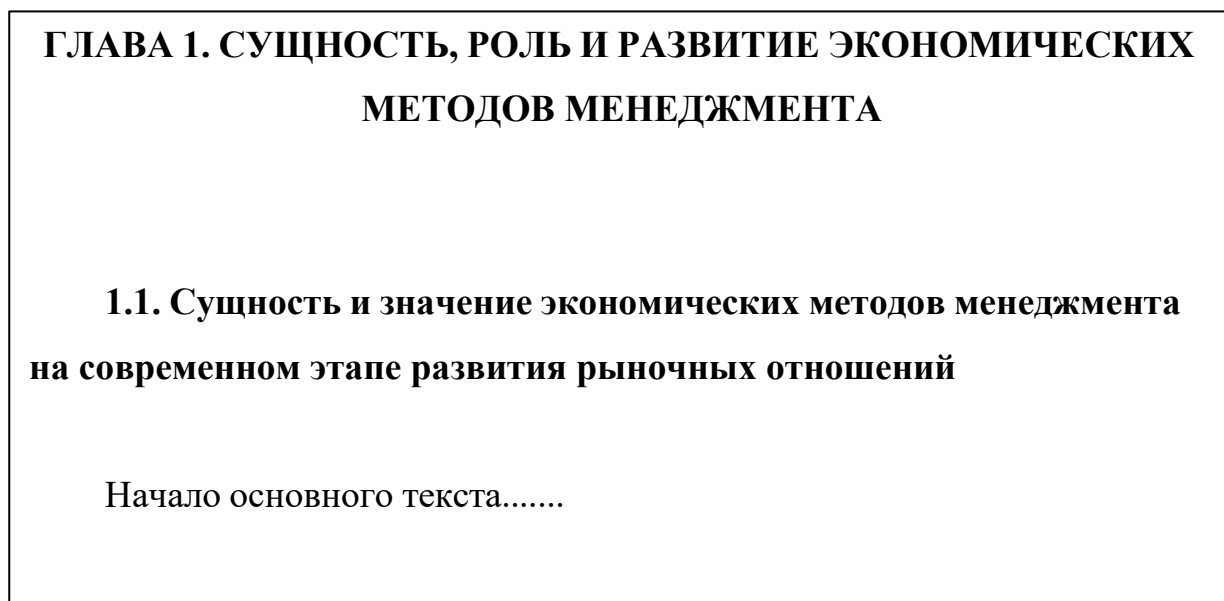 ГЛАВА 1. СУЩНОСТЬ, РОЛЬ И РАЗВИТИЕ ЭКОНОМИЧЕСКИХ
МЕТОДОВ МЕНЕДЖМЕНТА
1.1. Сущность и значение экономических методов менеджмента
на современном этапе развития рыночных отношений
Начало основного текста.......